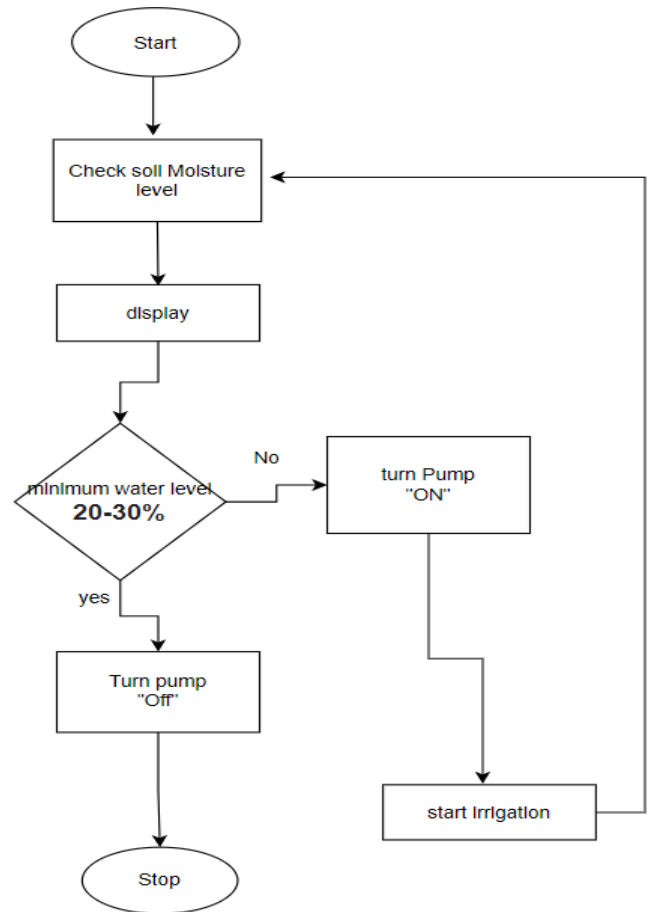 Start
Check soil Moisture
level
display
minimum water level
20-30%
No
turn Pump
"ON"
yes
Turn pump
"Off"
start irrigation
Stop